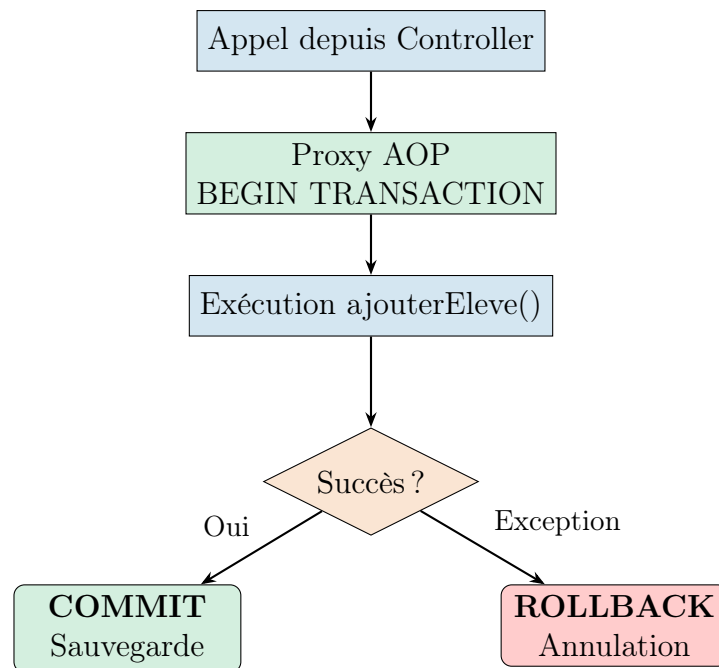 Appel depuis Controller
Proxy AOP
BEGIN TRANSACTION
Exécution ajouterEleve()
Succès ?
Oui
Exception
COMMIT
Sauvegarde
ROLLBACK
Annulation